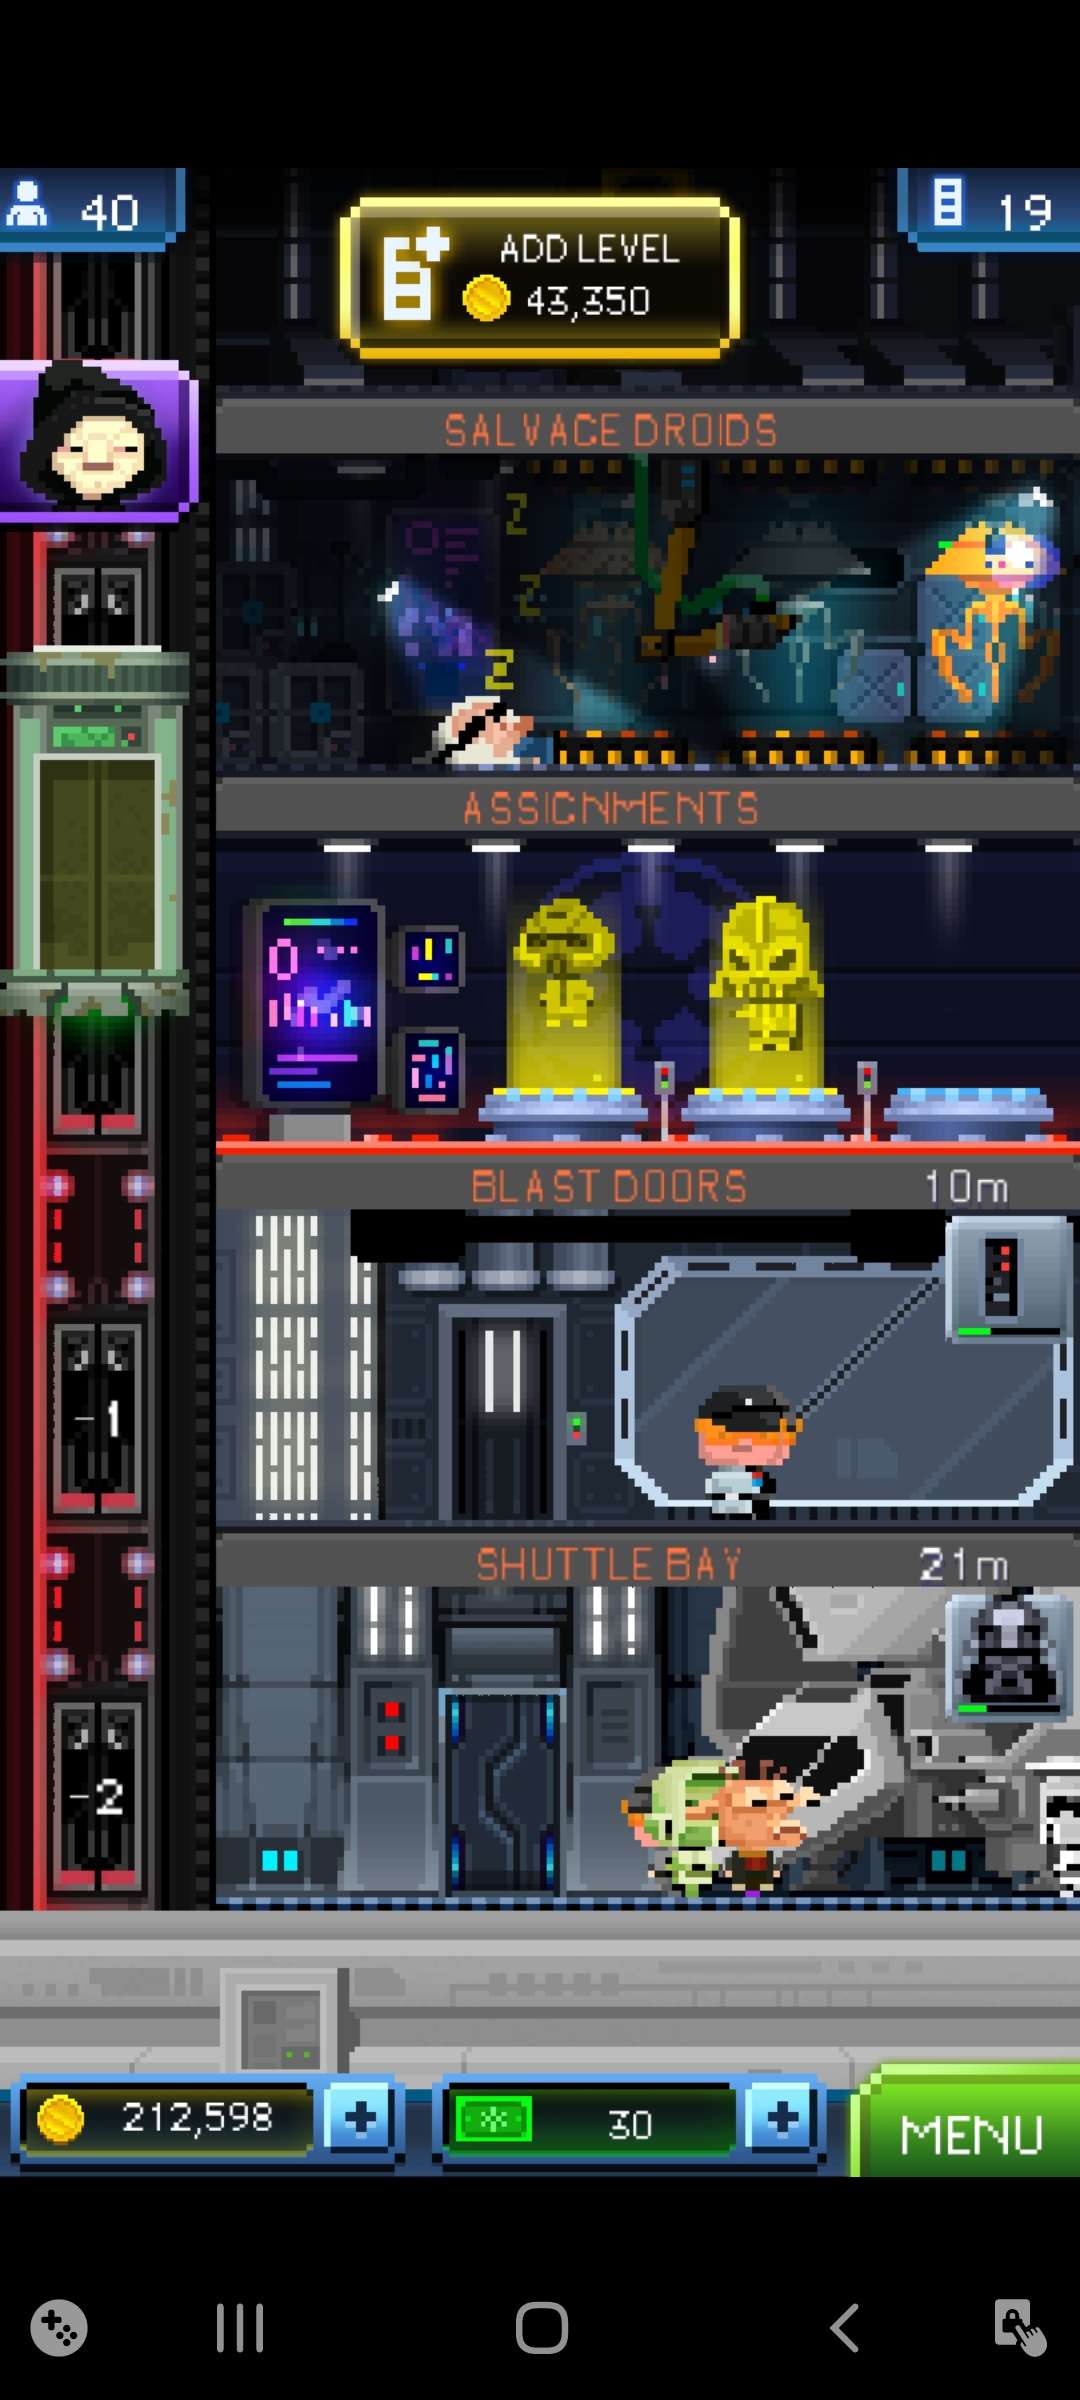 40
ADD LEVEL
43,350
19
SALVAGE DROIDS
Z
Z
Z
ASSIGNMENTS
BLAST DOORS 10m
-1
SHUTTLE BAY 21m
-2
212,598
30
MENU